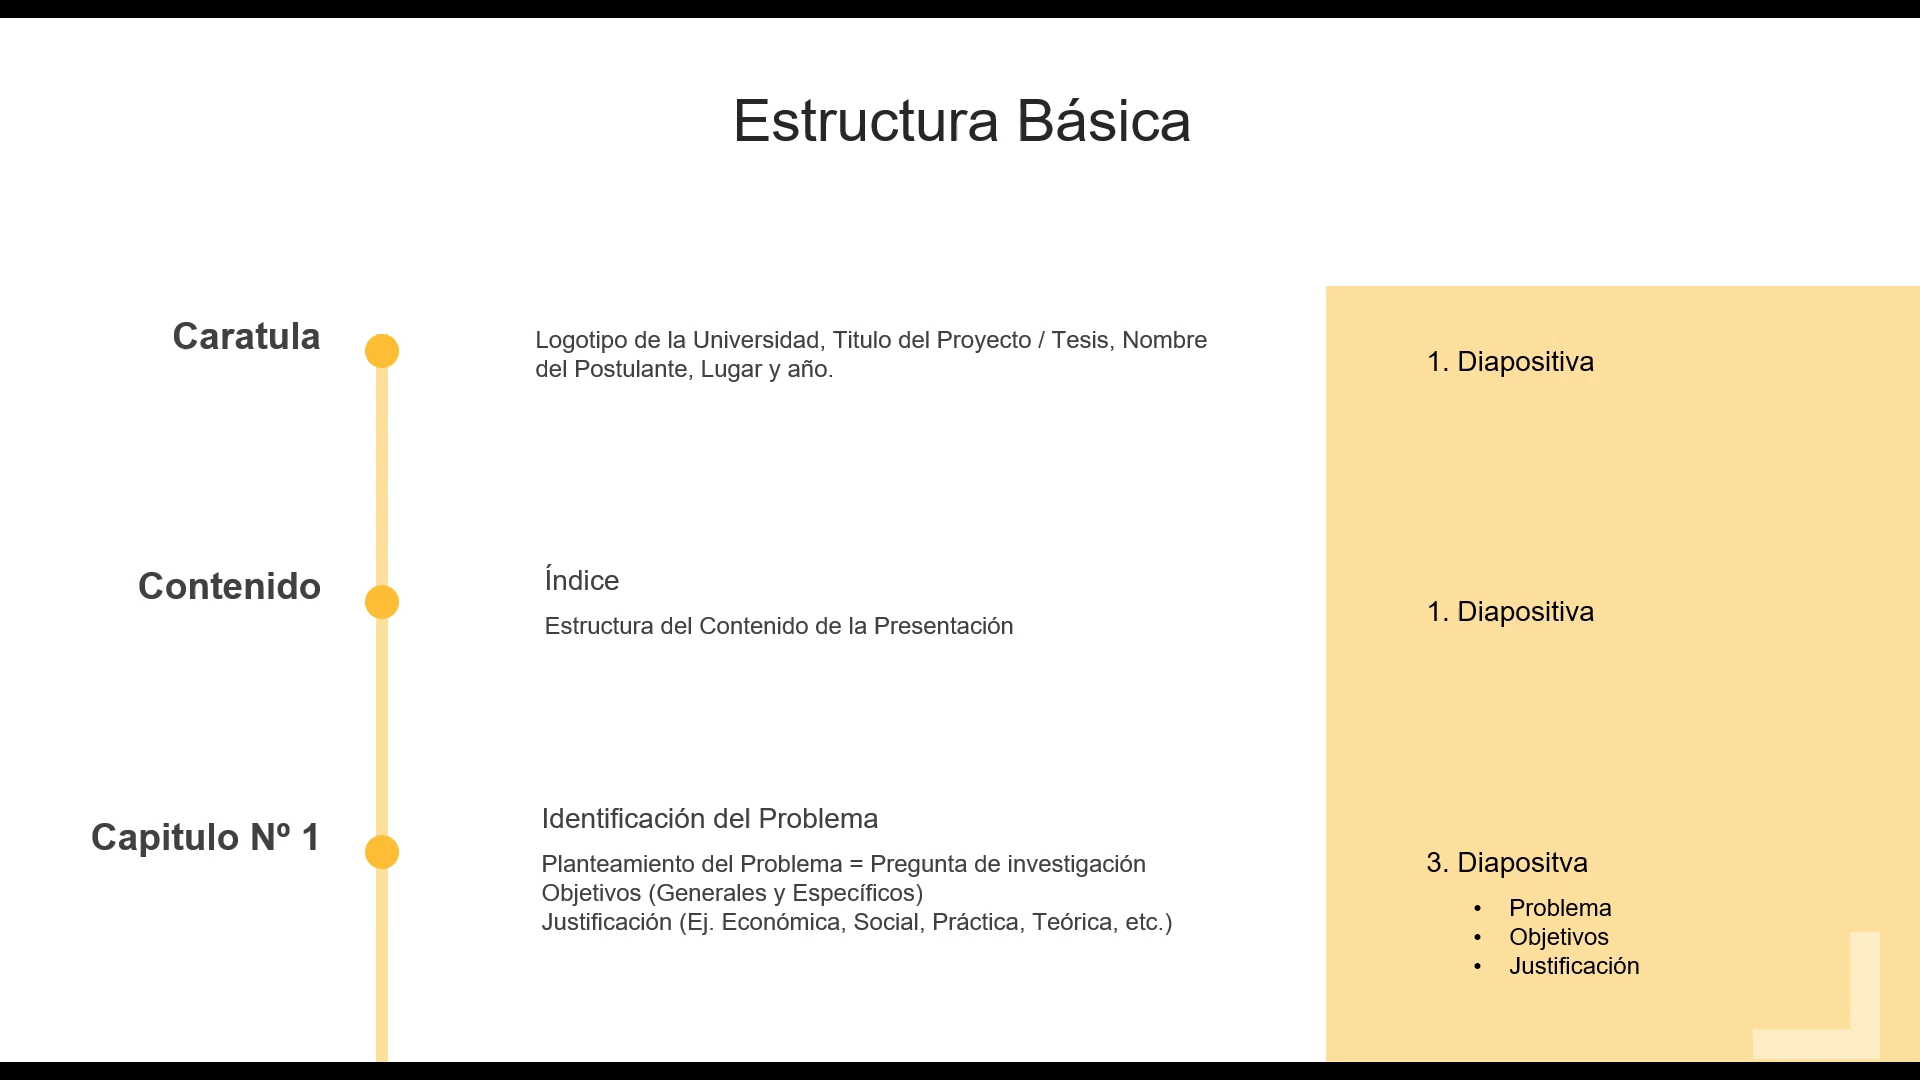 Estructura Básica
Caratula
Logotipo de la Universidad, Titulo del Proyecto / Tesis, Nombre
del Postulante, Lugar y año.
1. Diapositiva
Contenido
Índice
Estructura del Contenido de la Presentación
1. Diapositiva
Capitulo Nº 1
Identificación del Problema
Planteamiento del Problema = Pregunta de investigación
Objetivos (Generales y Específicos)
Justificación (Ej. Económica, Social, Práctica, Teórica, etc.)
3. Diapositva
• Problema
• Objetivos
• Justificación